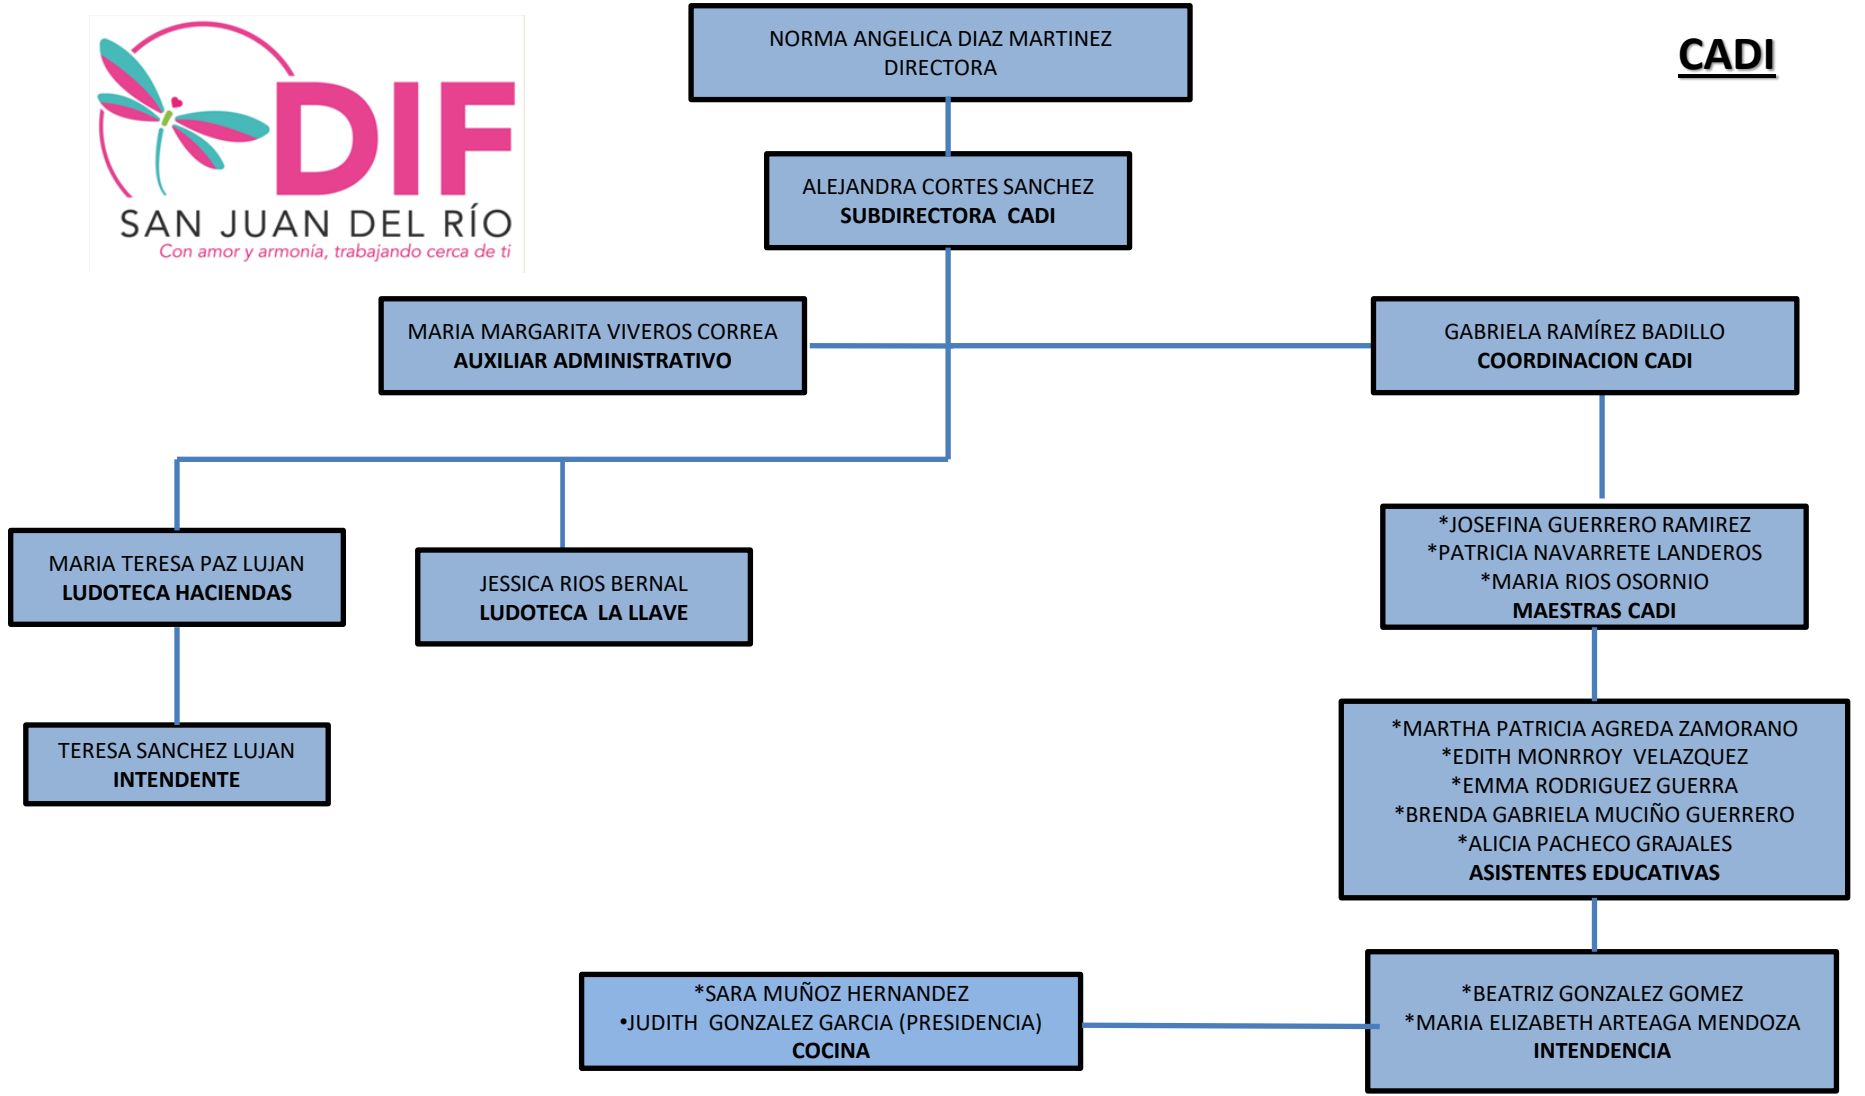 DIF
SAN JUAN DEL RÍO
Con amor y armonía, trabajando cerca de ti
CADI
NORMA ANGELICA DIAZ MARTINEZ
DIRECTORA
ALEJANDRA CORTES SANCHEZ
SUBDIRECTORA  CADI
MARIA MARGARITA VIVEROS CORREA
AUXILIAR ADMINISTRATIVO
GABRIELA RAMÍREZ BADILLO
COORDINACION CADI
MARIA TERESA PAZ LUJAN
LUDOTECA HACIENDAS
JESSICA RIOS BERNAL
LUDOTECA  LA LLAVE
*JOSEFINA GUERRERO RAMIREZ
*PATRICIA NAVARRETE LANDEROS
*MARIA RIOS OSORNIO
MAESTRAS CADI
TERESA SANCHEZ LUJAN
INTENDENTE
*MARTHA PATRICIA AGREDA ZAMORANO
*EDITH MONRROY  VELAZQUEZ
*EMMA RODRIGUEZ GUERRA
*BRENDA GABRIELA MUCIÑO GUERRERO
*ALICIA PACHECO GRAJALES
ASISTENTES EDUCATIVAS
*SARA MUÑOZ HERNANDEZ
•JUDITH  GONZALEZ GARCIA (PRESIDENCIA)
COCINA
*BEATRIZ GONZALEZ GOMEZ
*MARIA ELIZABETH ARTEAGA MENDOZA
INTENDENCIA